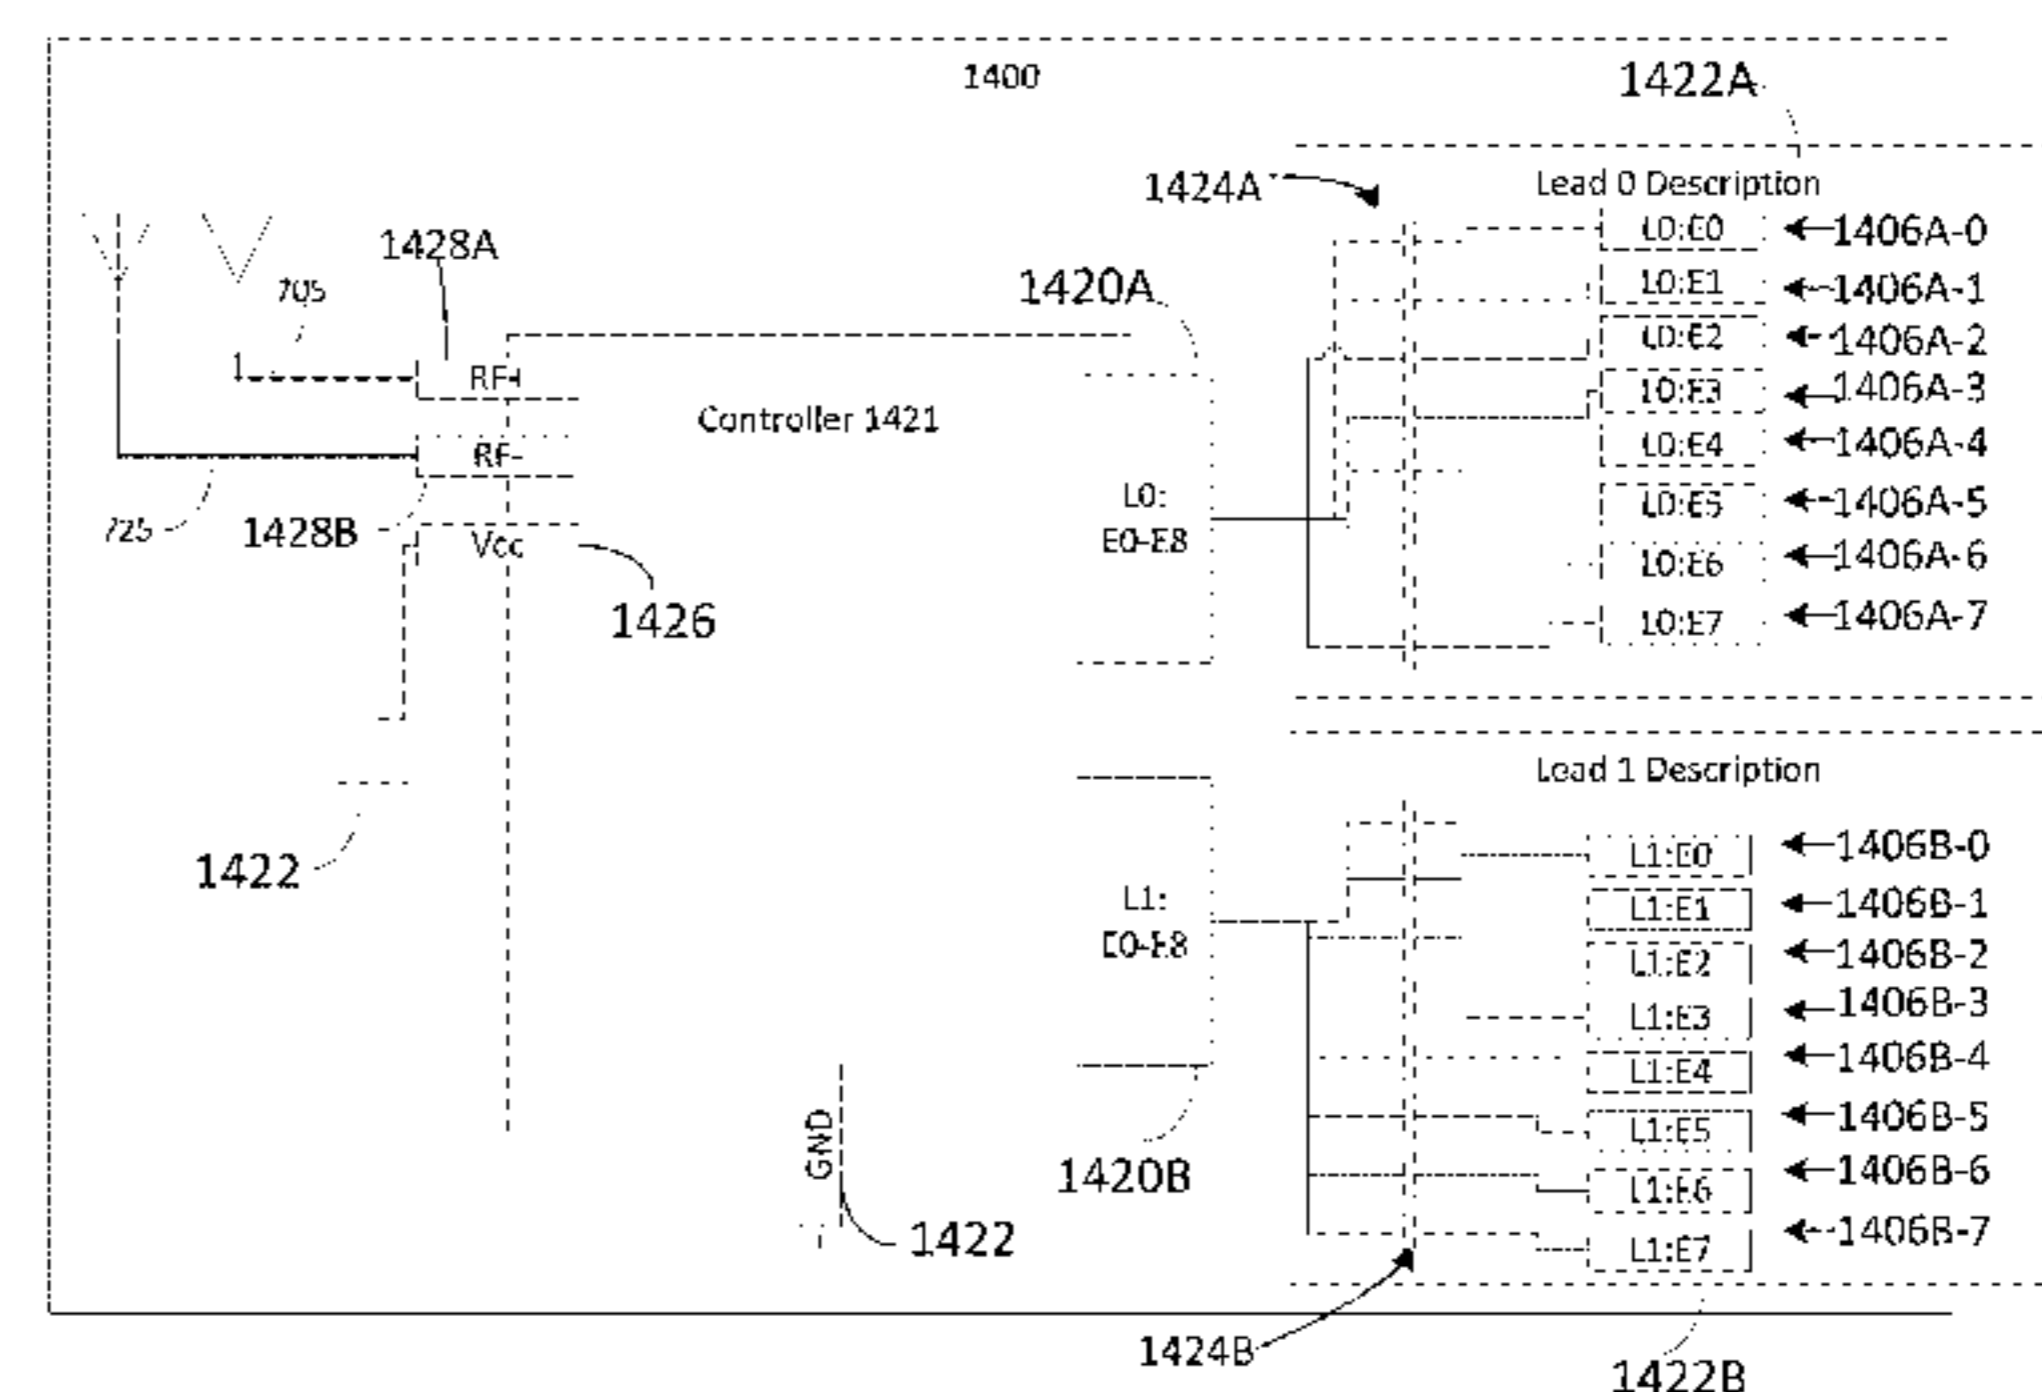 1400
1422A
1424A
Lead 0 Description
L0:E0
1406A-0
L0:E1
1406A-1
L0:E2
1406A-2
L0:E3
1406A-3
L0:E4
1406A-4
L0:E5
1406A-5
L0:E6
1406A-6
L0:E7
1406A-7
1428A
705
1420A
RF+
Controller 1421
RF-
725
1428B
Vcc
1426
L0:
E0-E8
1422
Lead 1 Description
L1:E0
1406B-0
L1:E1
1406B-1
L1:E2
1406B-2
L1:E3
1406B-3
L1:E4
1406B-4
L1:E5
1406B-5
L1:E6
1406B-6
L1:E7
1406B-7
L1:
E0-E8
GND
1420B
1422
1424B
1422B